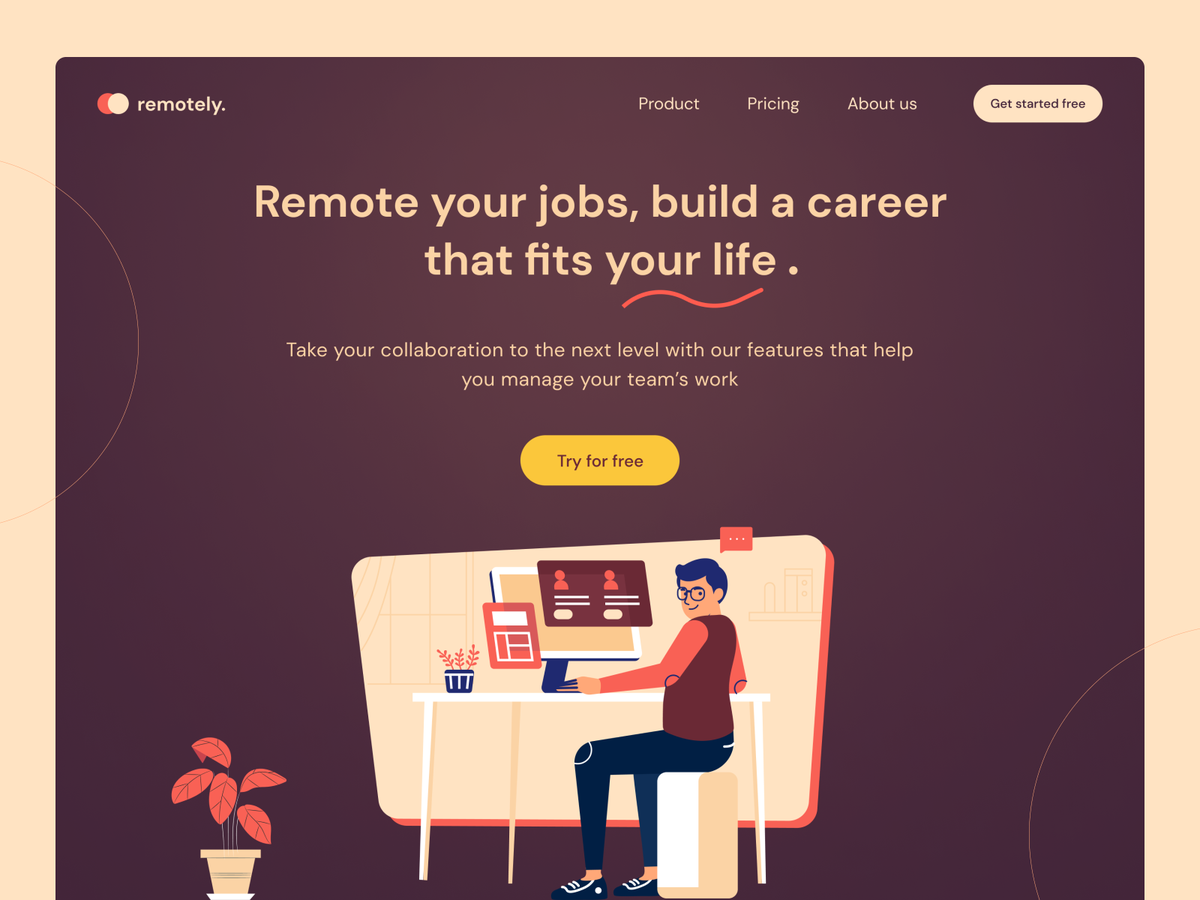 remotely.
Product
Pricing
About us
Get started free
Remote your jobs, build a career
that fits your life .
Take your collaboration to the next level with our features that help
you manage your team’s work
Try for free